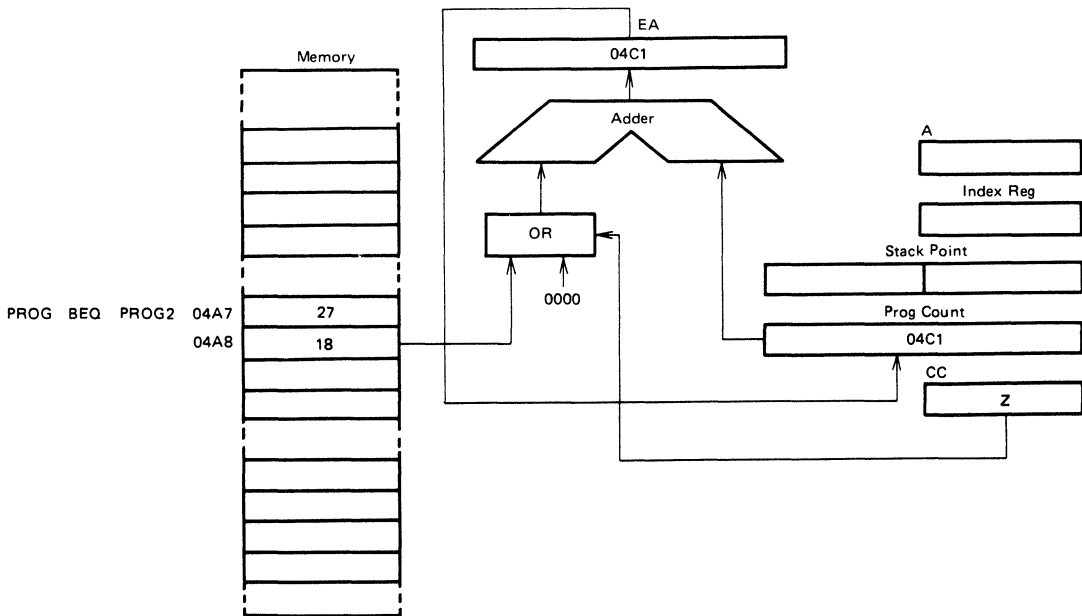 EA
04C1
Memory
Adder
A
Index Reg
OR
Stack Point
0000
PROG BEQ PROG2 04A7 27
Prog Count
04A8 18
04C1
CC
Z